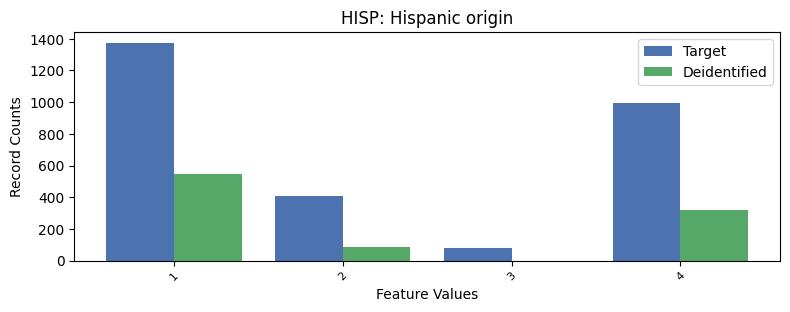 HISP: Hispanic origin
Target
Deidentified
1400
1200
1000
800
600
400
200
0
Record Counts
1
2
3
4
Feature Values